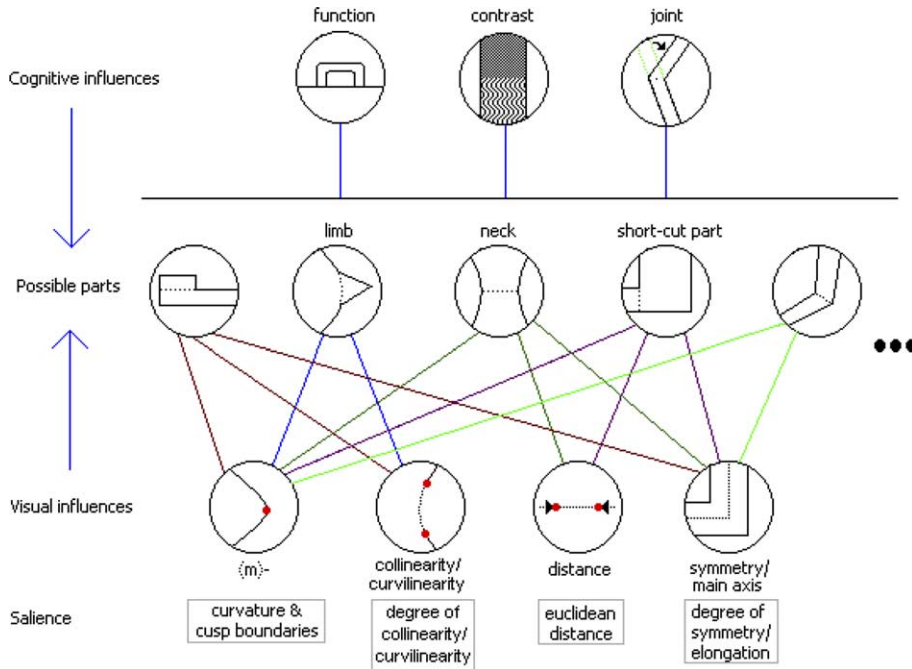 function
contrast
joint
Cognitive influences
limb
neck
short-cut part
Possible parts
Visual influences
(m)-
collinearity/
curvilinearity
distance
symmetry/
main axis
Salience
curvature &
cusp boundaries
degree of
collinearity/
curvilinearity
euclidean
distance
degree of
symmetry/
elongation